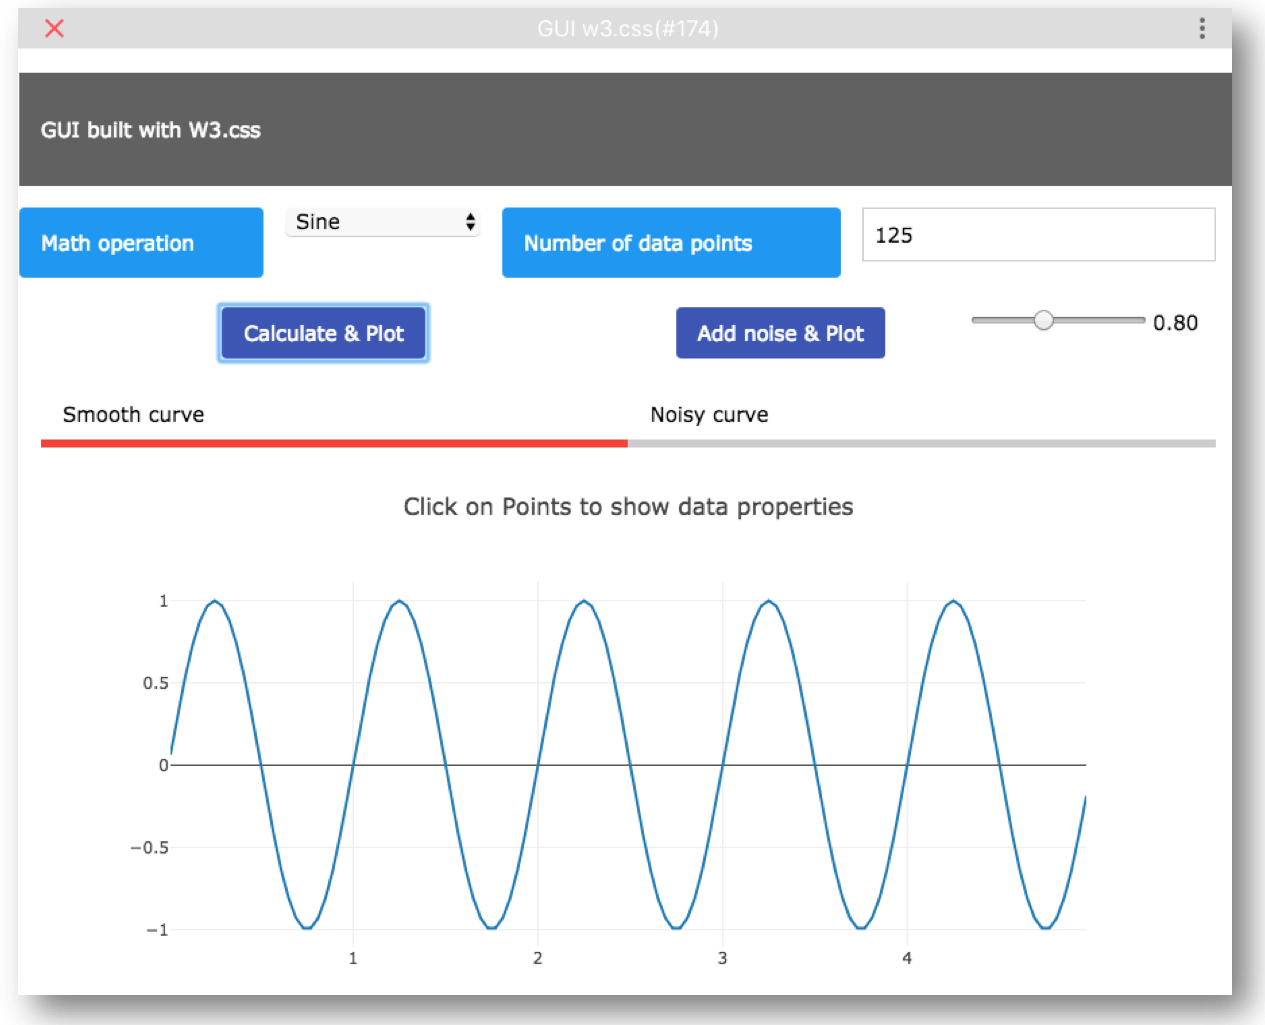 GUI w3.css(#174)
GUI built with W3.css
Math operation
Sine
Number of data points
125
Calculate & Plot
Add noise & Plot
0.80
Smooth curve
Noisy curve
Click on Points to show data properties
1
0.5
0
−0.5
−1
1
2
3
4